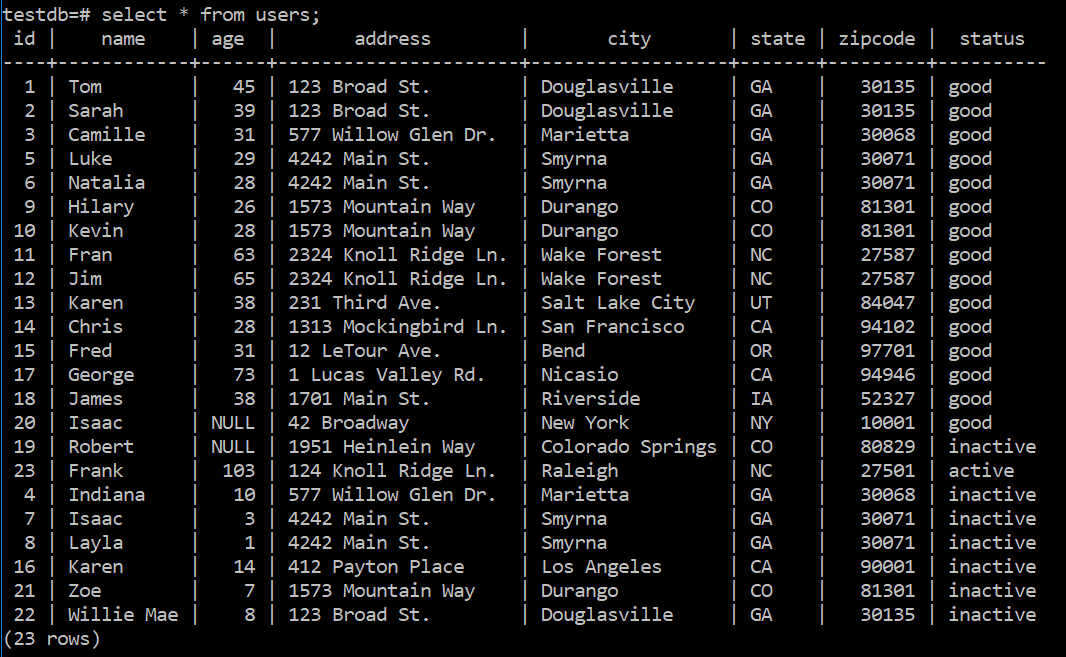 testdb=# select * from users;
 id |    name    | age  |       address        |       city       | state | zipcode |  status
----+------------+------+----------------------+------------------+-------+---------+----------
  1 | Tom        |   45 | 123 Broad St.        | Douglasville     | GA    |   30135 | good
  2 | Sarah      |   39 | 123 Broad St.        | Douglasville     | GA    |   30135 | good
  3 | Camille    |   31 | 577 Willow Glen Dr.  | Marietta         | GA    |   30068 | good
  5 | Luke       |   29 | 4242 Main St.        | Smyrna           | GA    |   30071 | good
  6 | Natalia    |   28 | 4242 Main St.        | Smyrna           | GA    |   30071 | good
  9 | Hilary     |   26 | 1573 Mountain Way    | Durango          | CO    |   81301 | good
 10 | Kevin      |   28 | 1573 Mountain Way    | Durango          | CO    |   81301 | good
 11 | Fran       |   63 | 2324 Knoll Ridge Ln. | Wake Forest      | NC    |   27587 | good
 12 | Jim        |   65 | 2324 Knoll Ridge Ln. | Wake Forest      | NC    |   27587 | good
 13 | Karen      |   38 | 231 Third Ave.       | Salt Lake City   | UT    |   84047 | good
 14 | Chris      |   28 | 1313 Mockingbird Ln. | San Francisco    | CA    |   94102 | good
 15 | Fred       |   31 | 12 LeTour Ave.       | Bend             | OR    |   97701 | good
 17 | George     |   73 | 1 Lucas Valley Rd.   | Nicasio          | CA    |   94946 | good
 18 | James      |   38 | 1701 Main St.        | Riverside        | IA    |   52327 | good
 20 | Isaac      | NULL | 42 Broadway          | New York         | NY    |   10001 | good
 19 | Robert     | NULL | 1951 Heinlein Way    | Colorado Springs | CO    |   80829 | inactive
 23 | Frank      |  103 | 124 Knoll Ridge Ln.  | Raleigh          | NC    |   27501 | active
  4 | Indiana    |   10 | 577 Willow Glen Dr.  | Marietta         | GA    |   30068 | inactive
  7 | Isaac      |    3 | 4242 Main St.        | Smyrna           | GA    |   30071 | inactive
  8 | Layla      |    1 | 4242 Main St.        | Smyrna           | GA    |   30071 | inactive
 16 | Karen      |   14 | 412 Payton Place     | Los Angeles      | CA    |   90001 | inactive
 21 | Zoe        |    7 | 1573 Mountain Way    | Durango          | CO    |   81301 | inactive
 22 | Willie Mae |    8 | 123 Broad St.        | Douglasville     | GA    |   30135 | inactive
(23 rows)